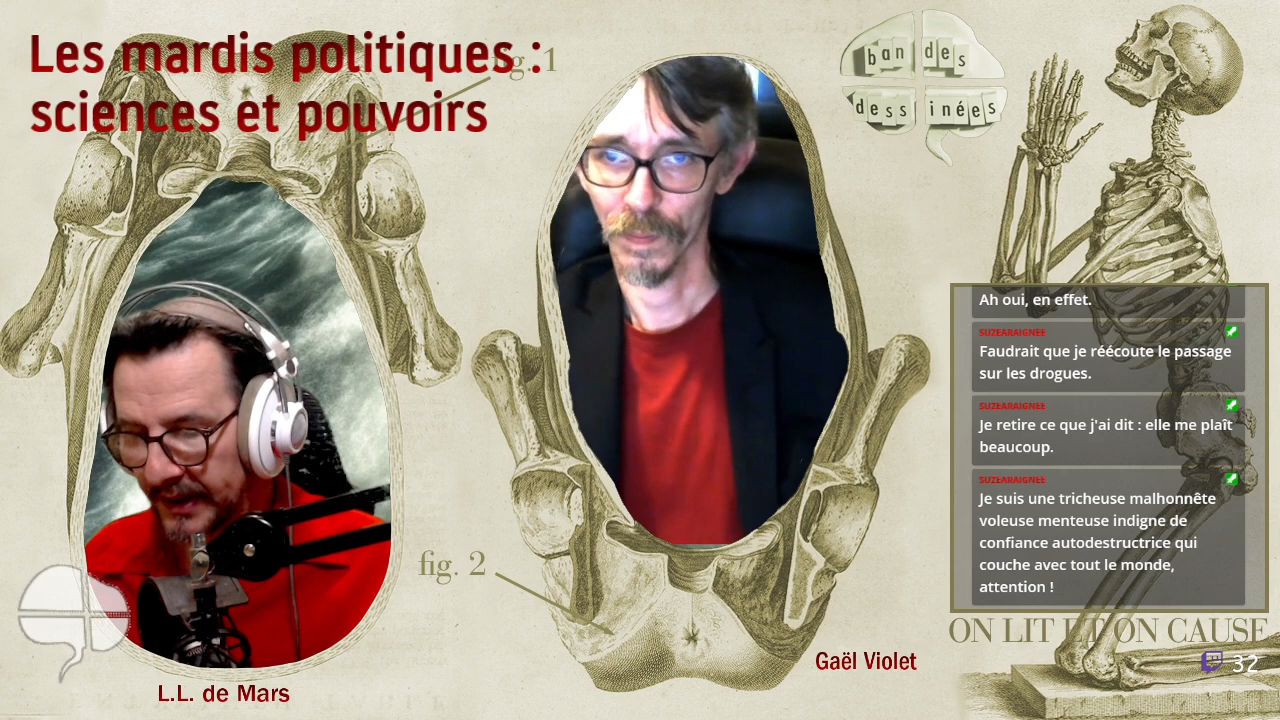 Les mardis politiques :
sciences et pouvoirs
fig. 1
ban des
dessinées
Ah oui, en effet.
SUZEARAIGNEE
Faudrait que je réécoute le passage
sur les drogues.
SUZEARAIGNEE
Je retire ce que j'ai dit : elle me plaît
beaucoup.
SUZEARAIGNEE
Je suis une tricheuse malhonnête
voleuse menteuse indigne de
confiance autodestructrice qui
couche avec tout le monde,
attention !
fig. 2
ON LIT ET ON CAUSE
32
Gaël Violet
L.L. de Mars